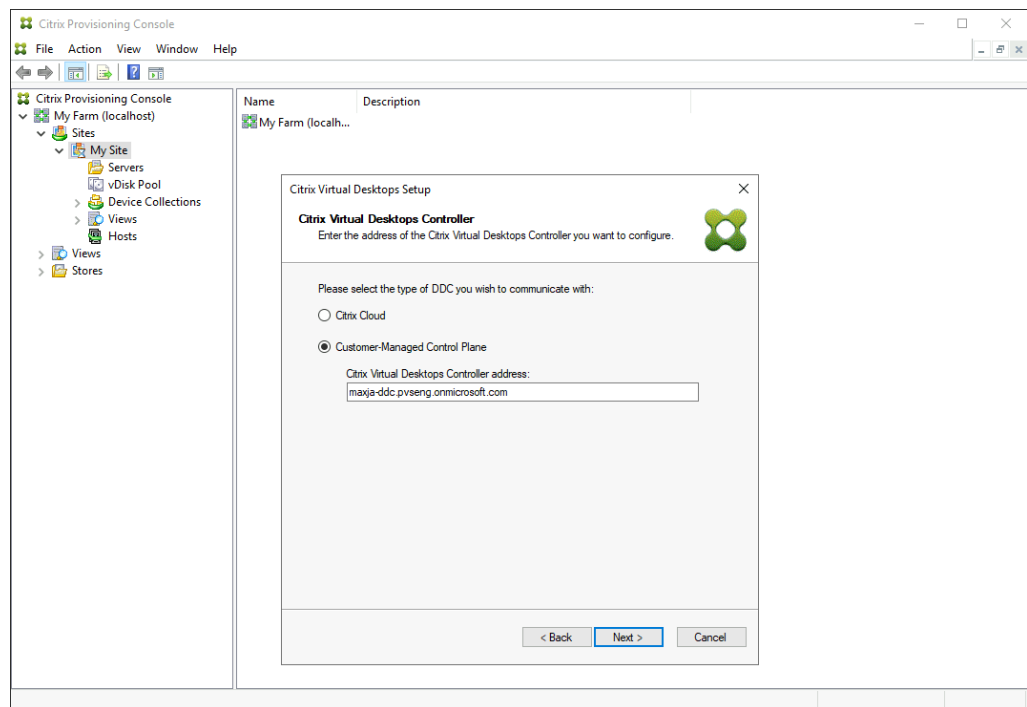 Citrix Provisioning Console
File Action View Window Help
Citrix Provisioning Console
My Farm (localhost)
Sites
My Site
Servers
vDisk Pool
Device Collections
Views
Hosts
Views
Stores
Name Description
My Farm (localh...
Citrix Virtual Desktops Setup
Citrix Virtual Desktops Controller
Enter the address of the Citrix Virtual Desktops Controller you want to configure.
Please select the type of DDC you wish to communicate with:
Citrix Cloud
Customer-Managed Control Plane
Citrix Virtual Desktops Controller address:
maxja-ddc.pvseng.onmicrosoft.com
< Back Next > Cancel